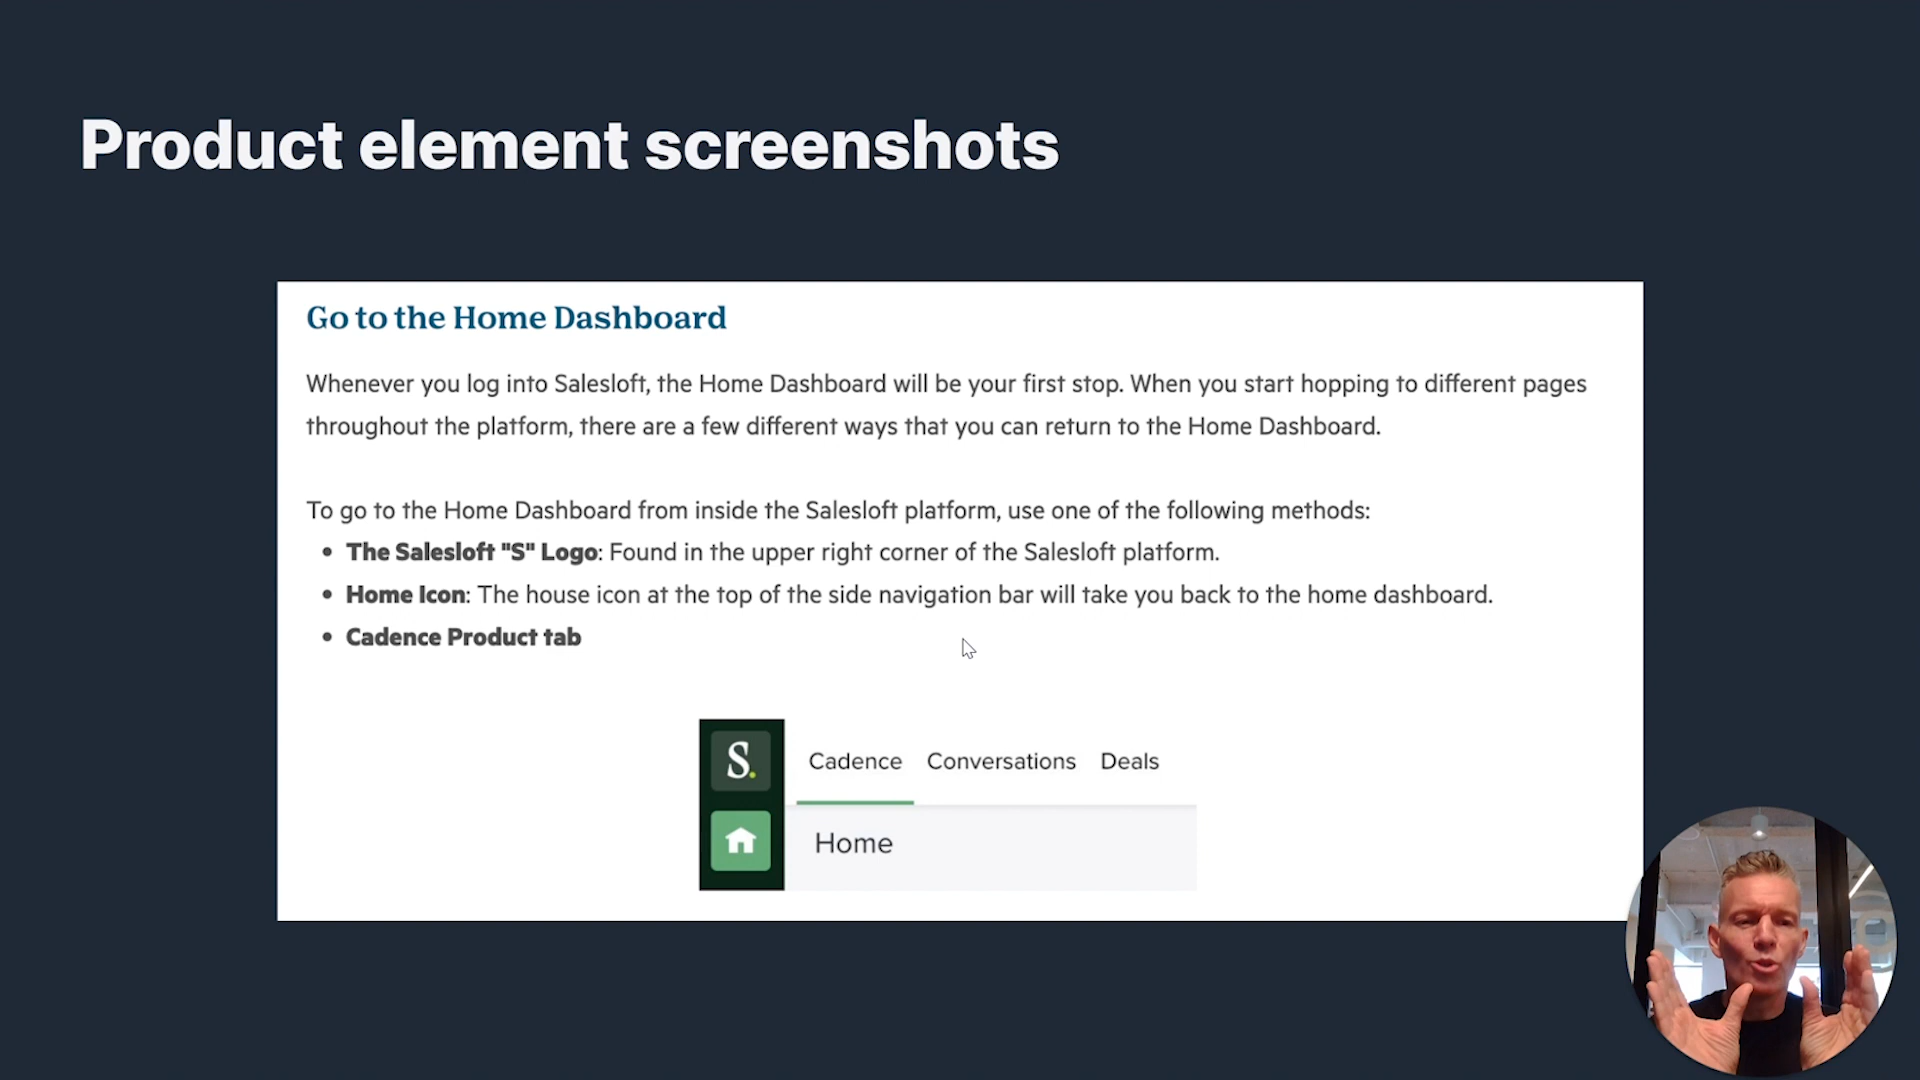 Product element screenshots
Go to the Home Dashboard
Whenever you log into Salesloft, the Home Dashboard will be your first stop. When you start hopping to different pages
throughout the platform, there are a few different ways that you can return to the Home Dashboard.
To go to the Home Dashboard from inside the Salesloft platform, use one of the following methods:
• The Salesloft "S" Logo: Found in the upper right corner of the Salesloft platform.
• Home Icon: The house icon at the top of the side navigation bar will take you back to the home dashboard.
• Cadence Product tab
S. Cadence Conversations Deals
Home